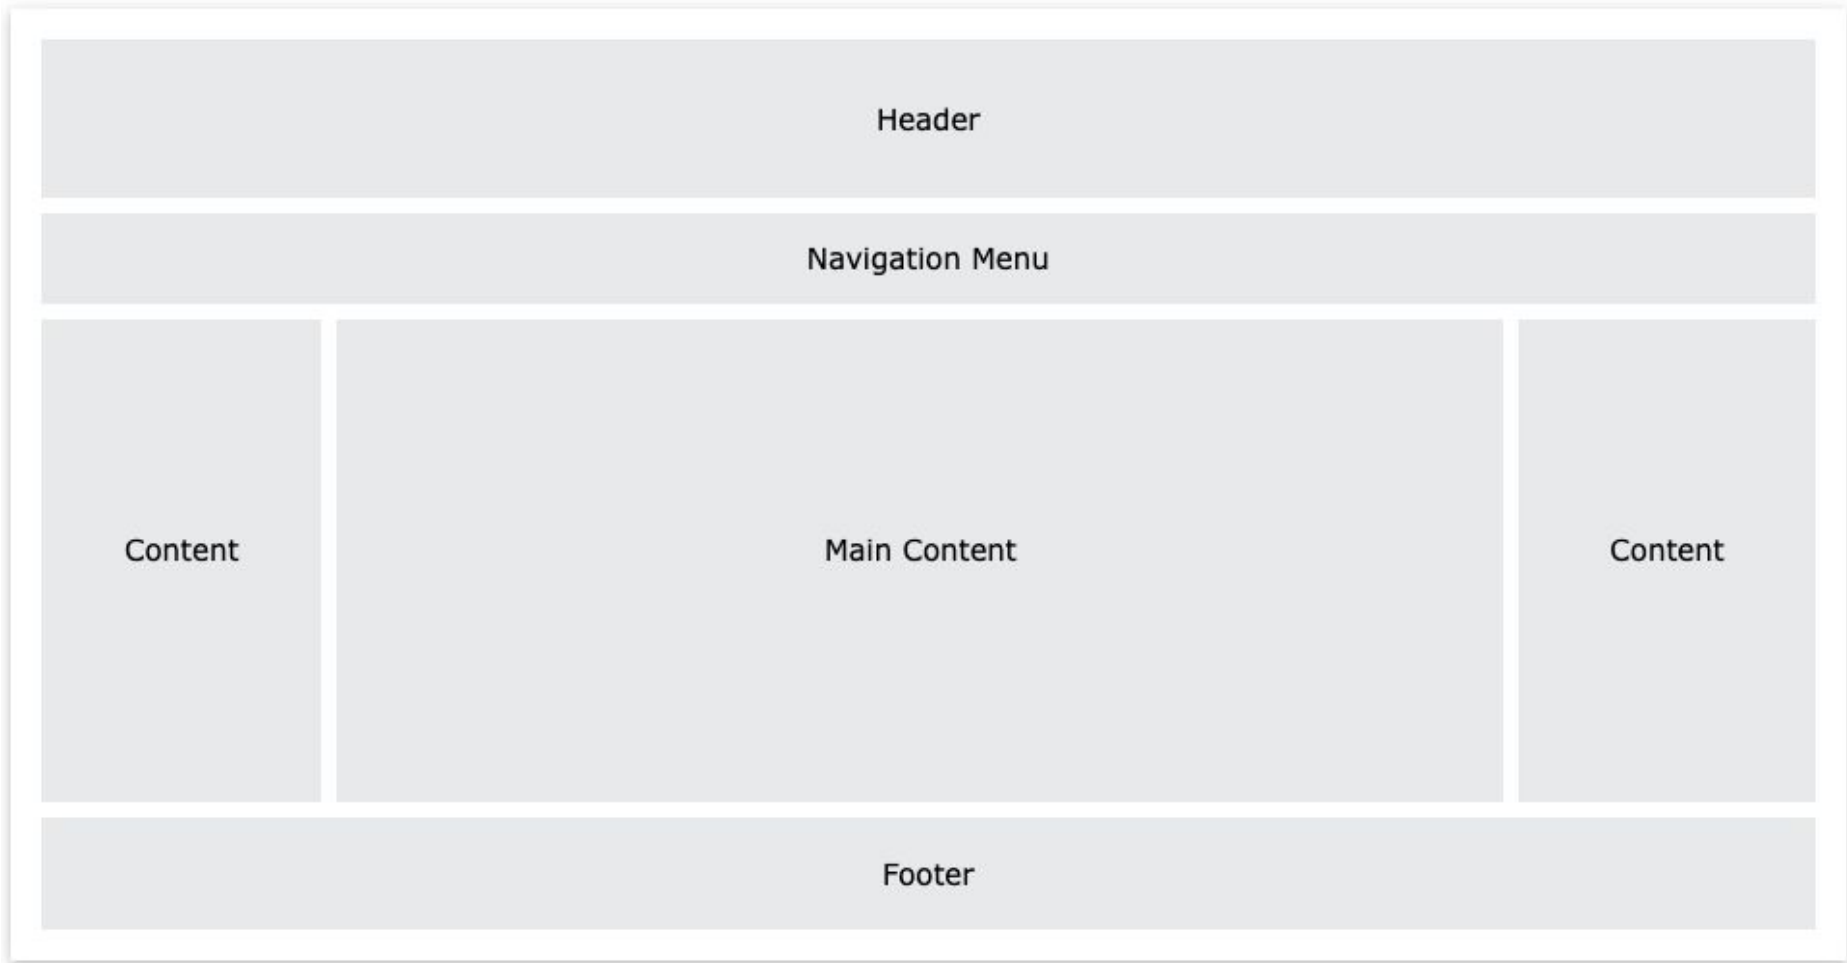 Header
Navigation Menu
Content
Main Content
Content
Footer